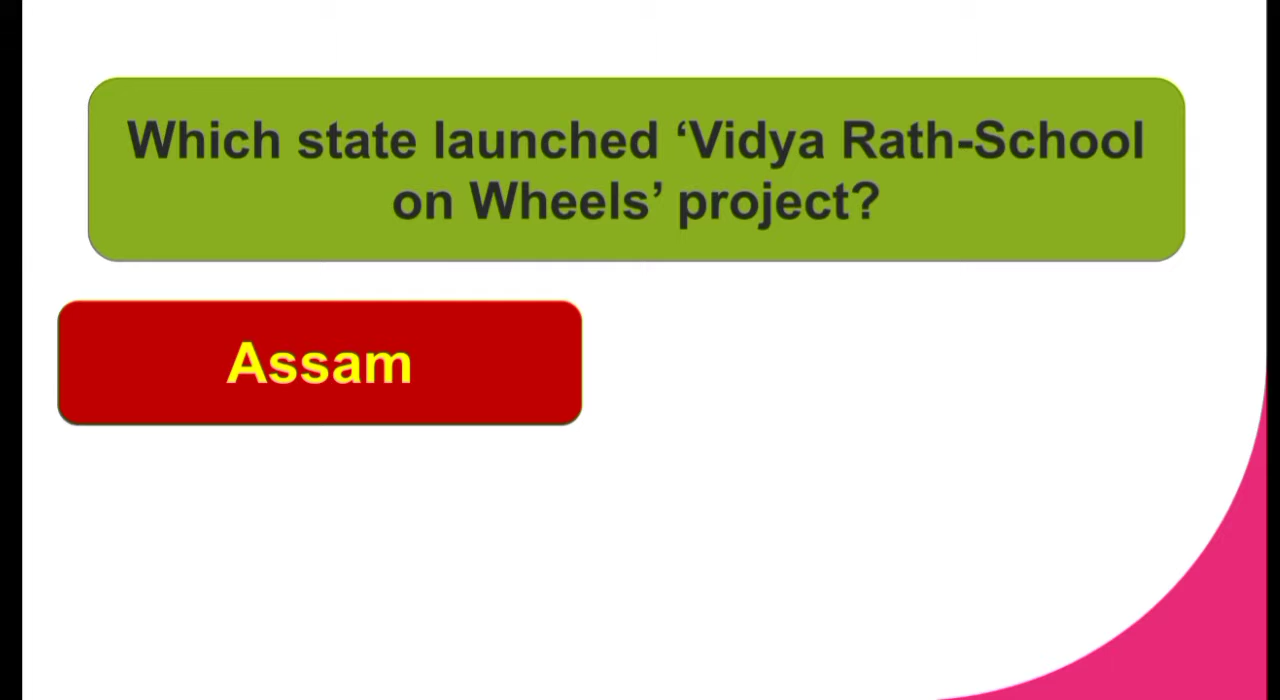 Which state launched ‘Vidya Rath-School
on Wheels’ project?
Assam